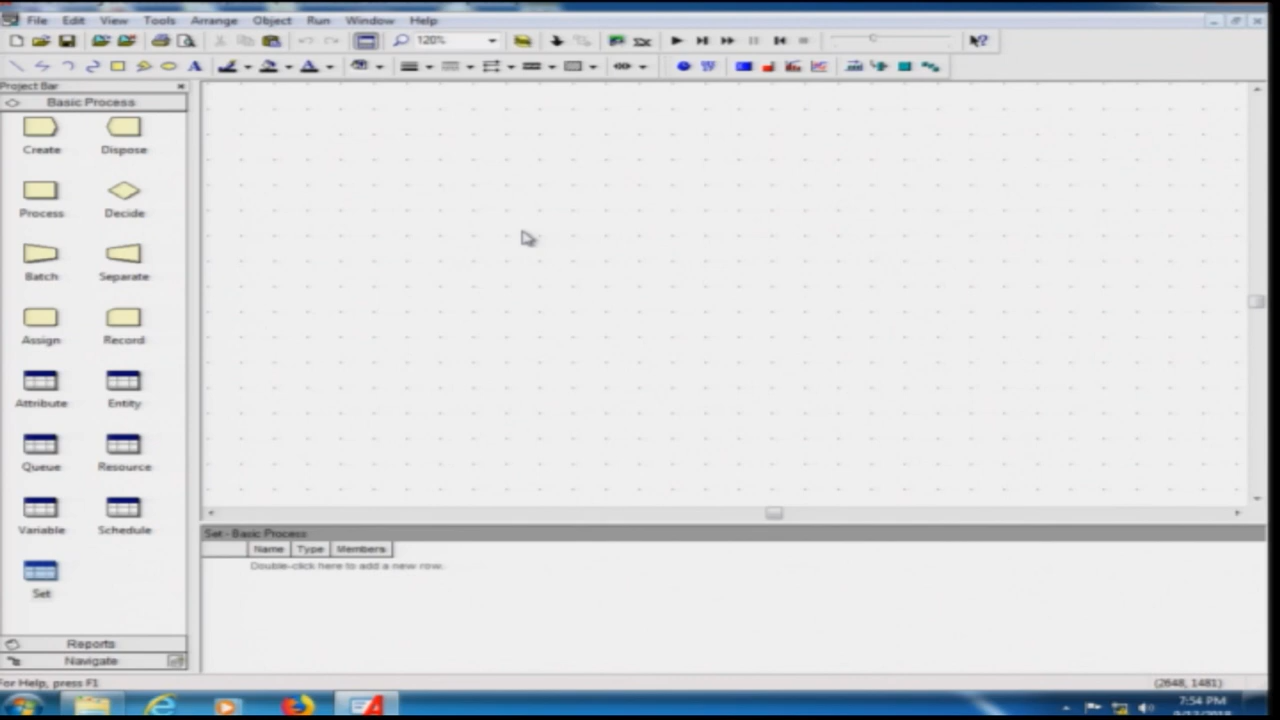 File Edit View Tools Arrange Object Run Window Help
120%
Project Bar
Basic Process
Create Dispose
Process Decide
Batch Separate
Assign Record
Attribute Entity
Queue Resource
Variable Schedule
Set
Reports
Navigate
Set - Basic Process
Name Type Members
Double-click here to add a new row.
For Help, press F1
(2648, 1481)
7:54 PM